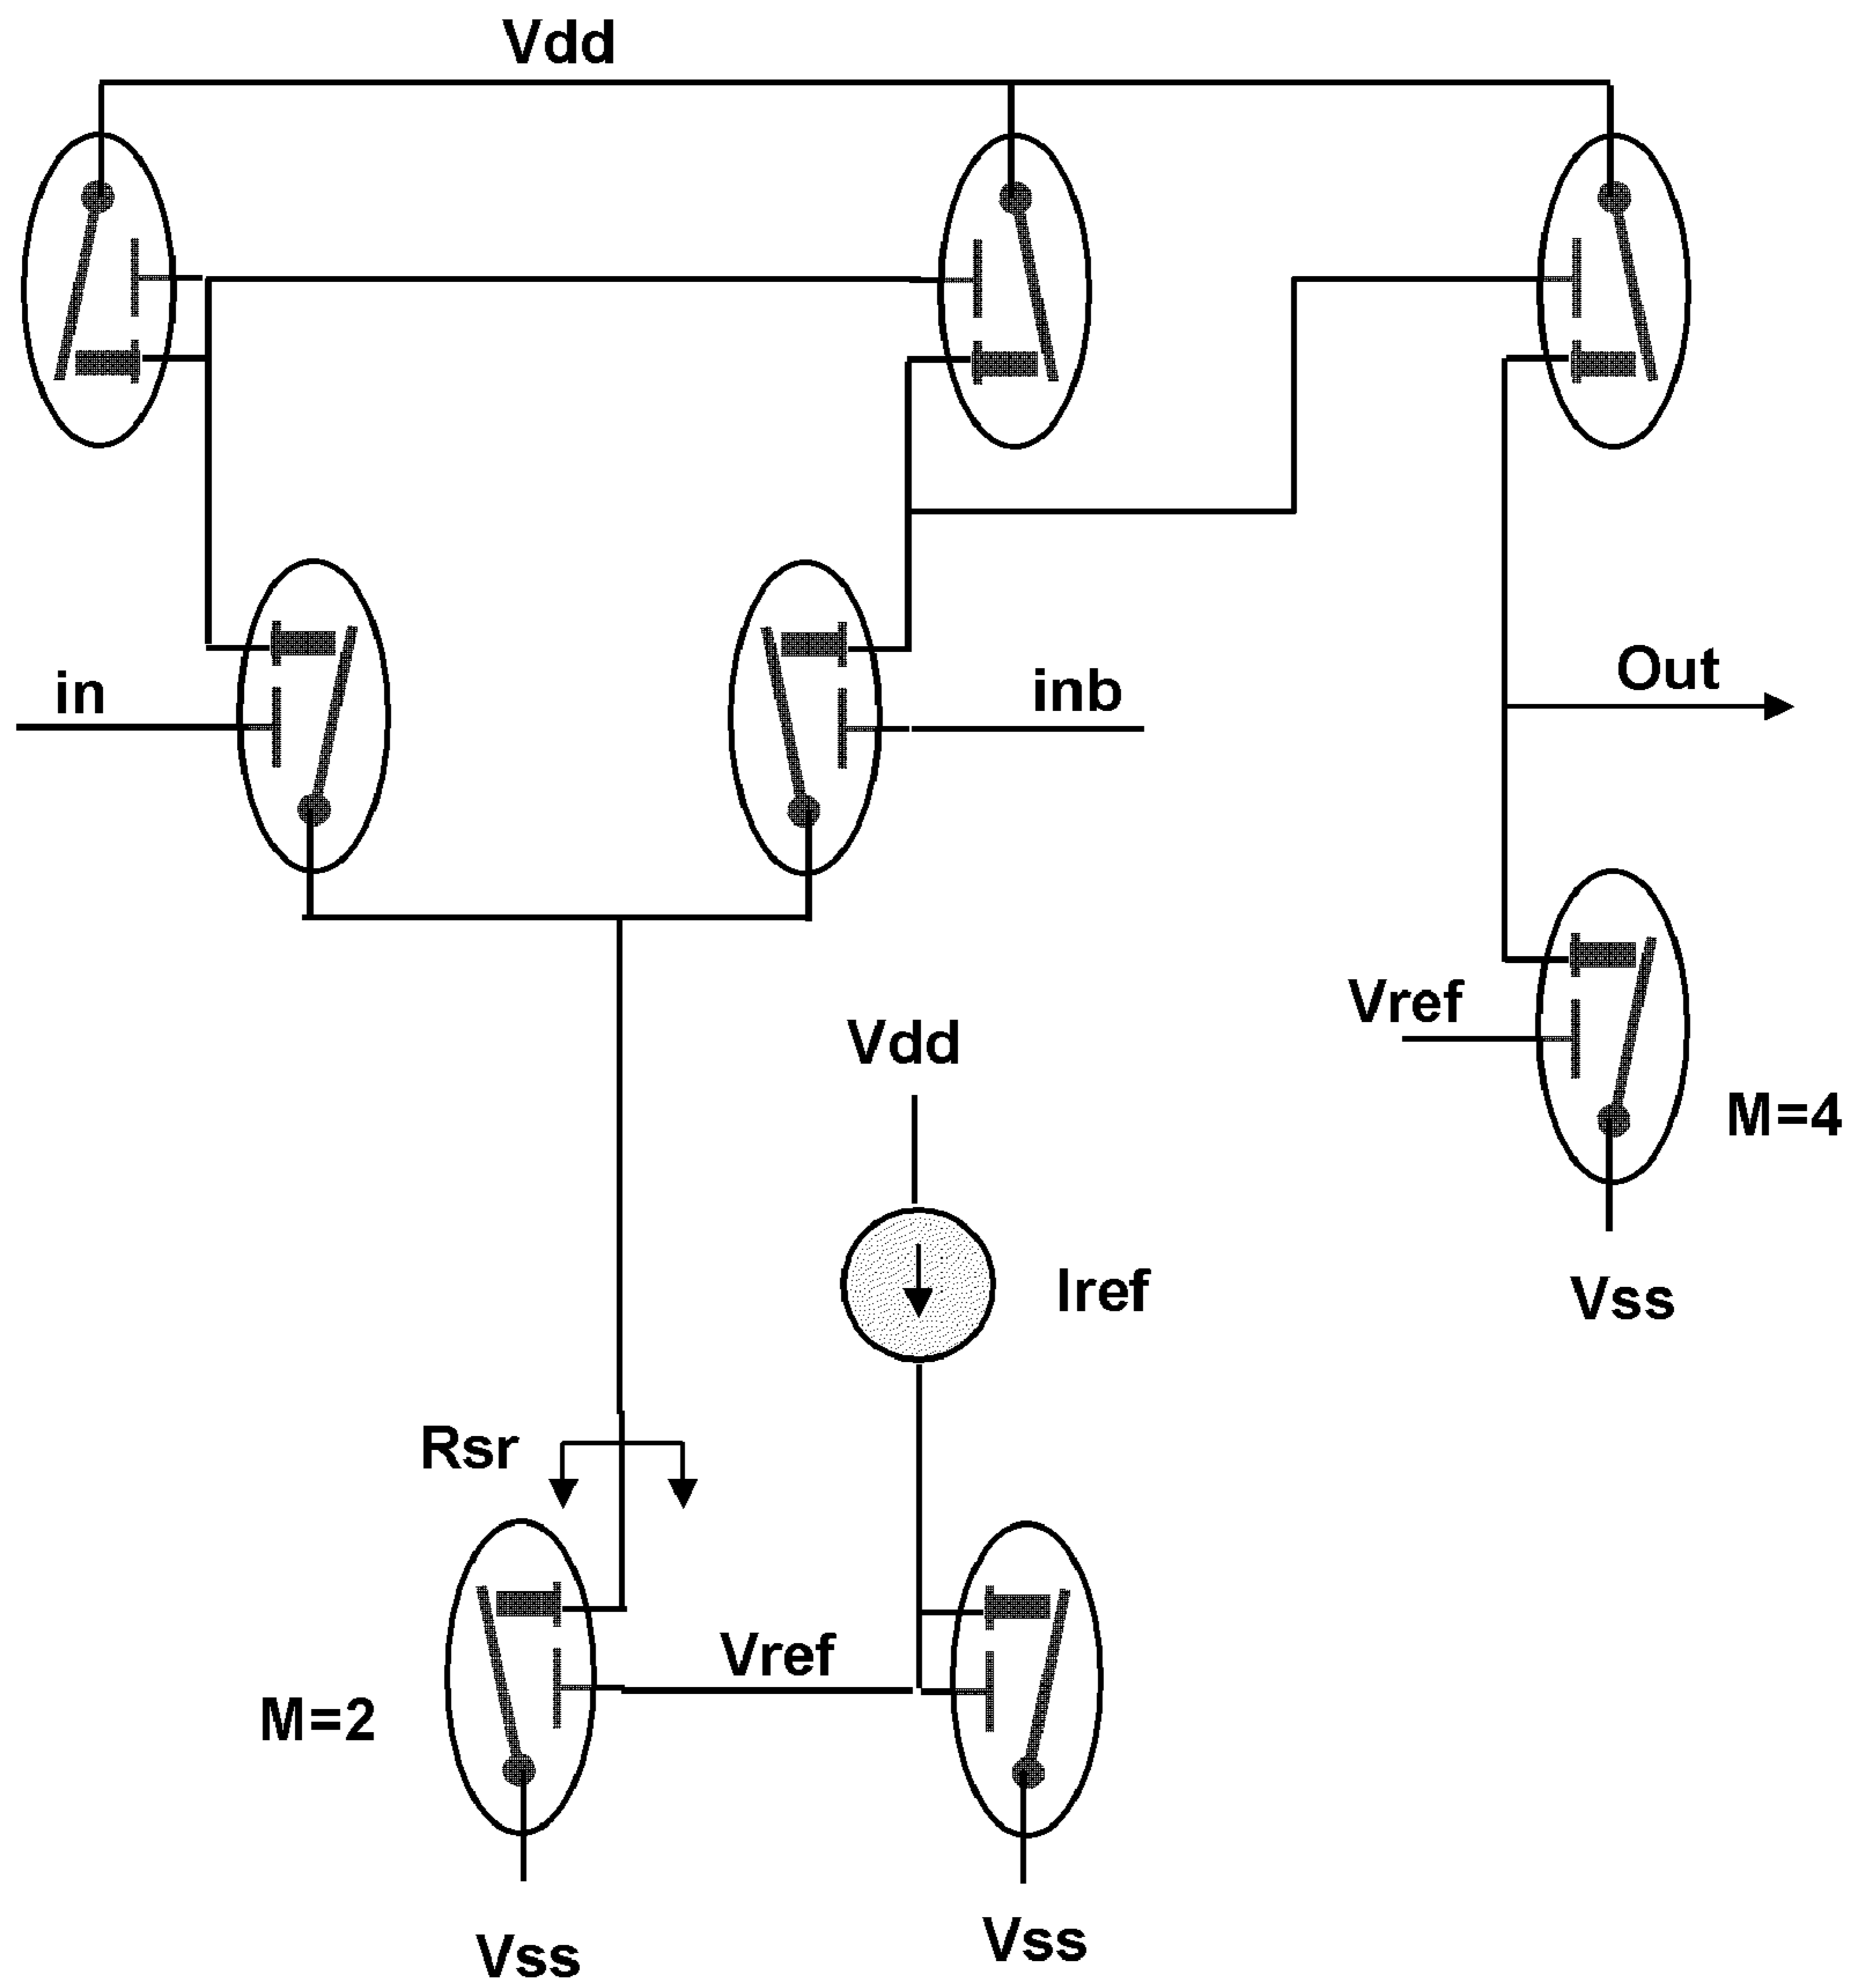 Vdd
in
inb
Out
Vref
Vdd
M=4
Iref
Vss
Rsr
Vref
M=2
Vss
Vss